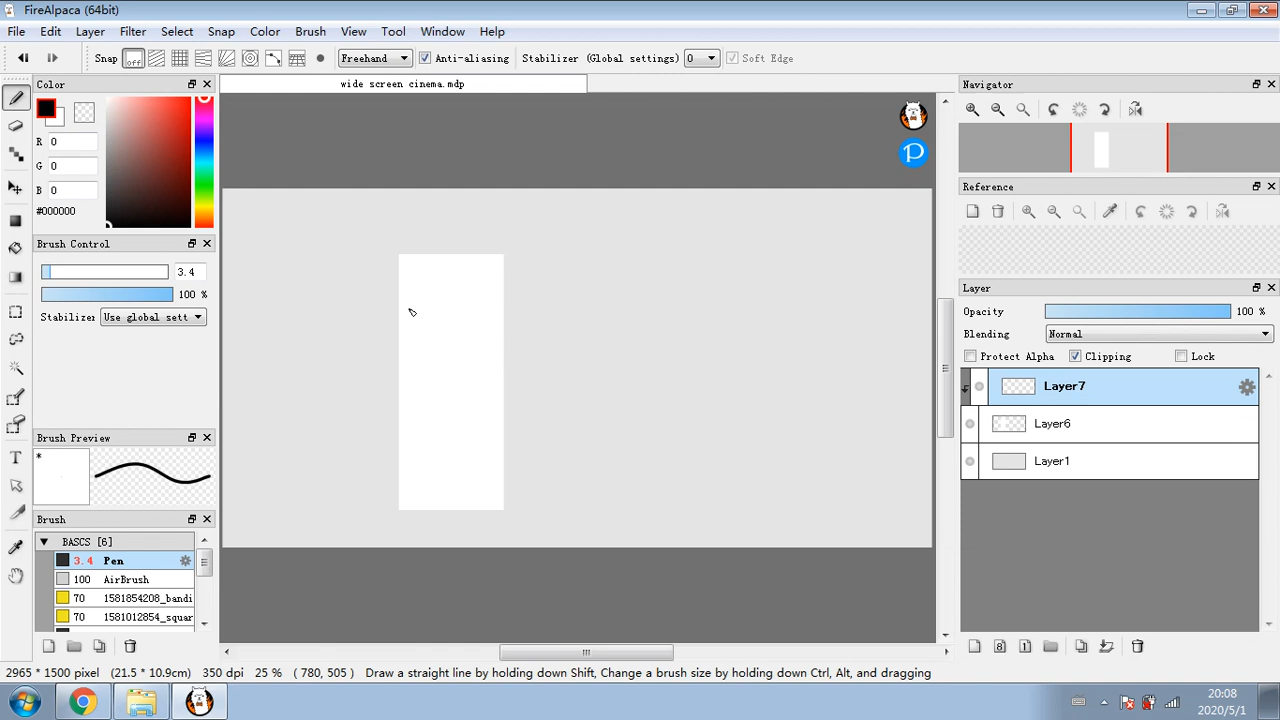 FireAlpaca (64bit)
File Edit Layer Filter Select Snap Color Brush View Tool Window Help
Snap off Freehand Anti-aliasing Stabilizer (Global settings) 0 Soft Edge
wide screen cinema.mdp
Color
R 0
G 0
B 0
#000000
Brush Control
3.4
100 %
Stabilizer Use global sett
Brush Preview
*
Brush
BASCS [6]
3.4 Pen
100 AirBrush
70 1581854208_bandi
70 1581012854_squar
P
Navigator
Reference
Layer
Opacity 100 %
Blending Normal
Protect Alpha Clipping Lock
Layer7
Layer6
Layer1
2965 * 1500 pixel (21.5 * 10.9cm) 350 dpi 25 % ( 780, 505) Draw a straight line by holding down Shift, Change a brush size by holding down Ctrl, Alt, and dragging
20:08
2020/5/1